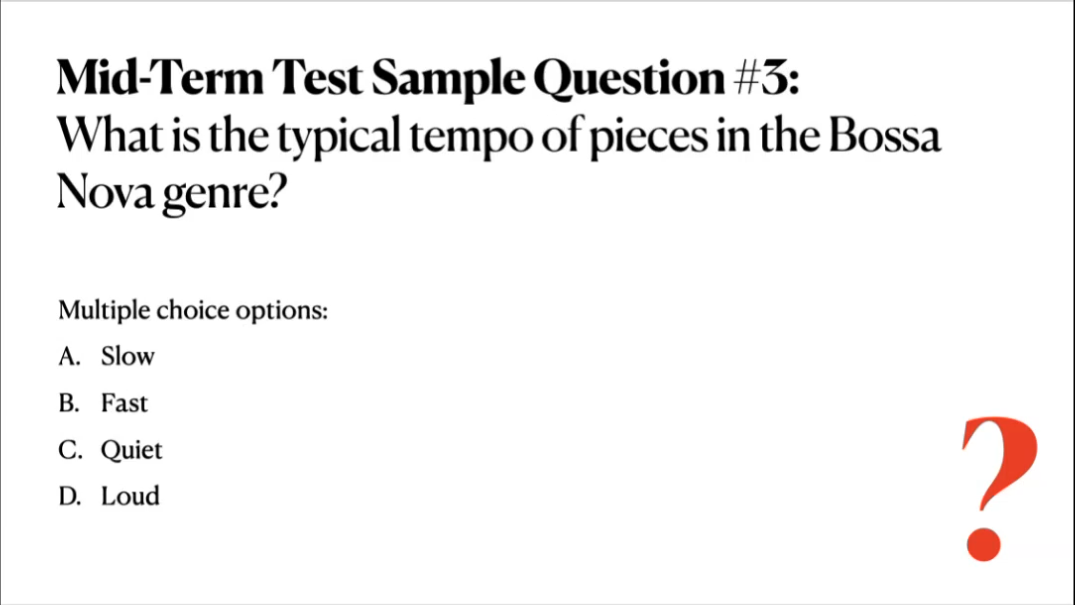 Mid-Term Test Sample Question #3:
What is the typical tempo of pieces in the Bossa
Nova genre?
Multiple choice options:
A. Slow
B. Fast
C. Quiet
D. Loud
?